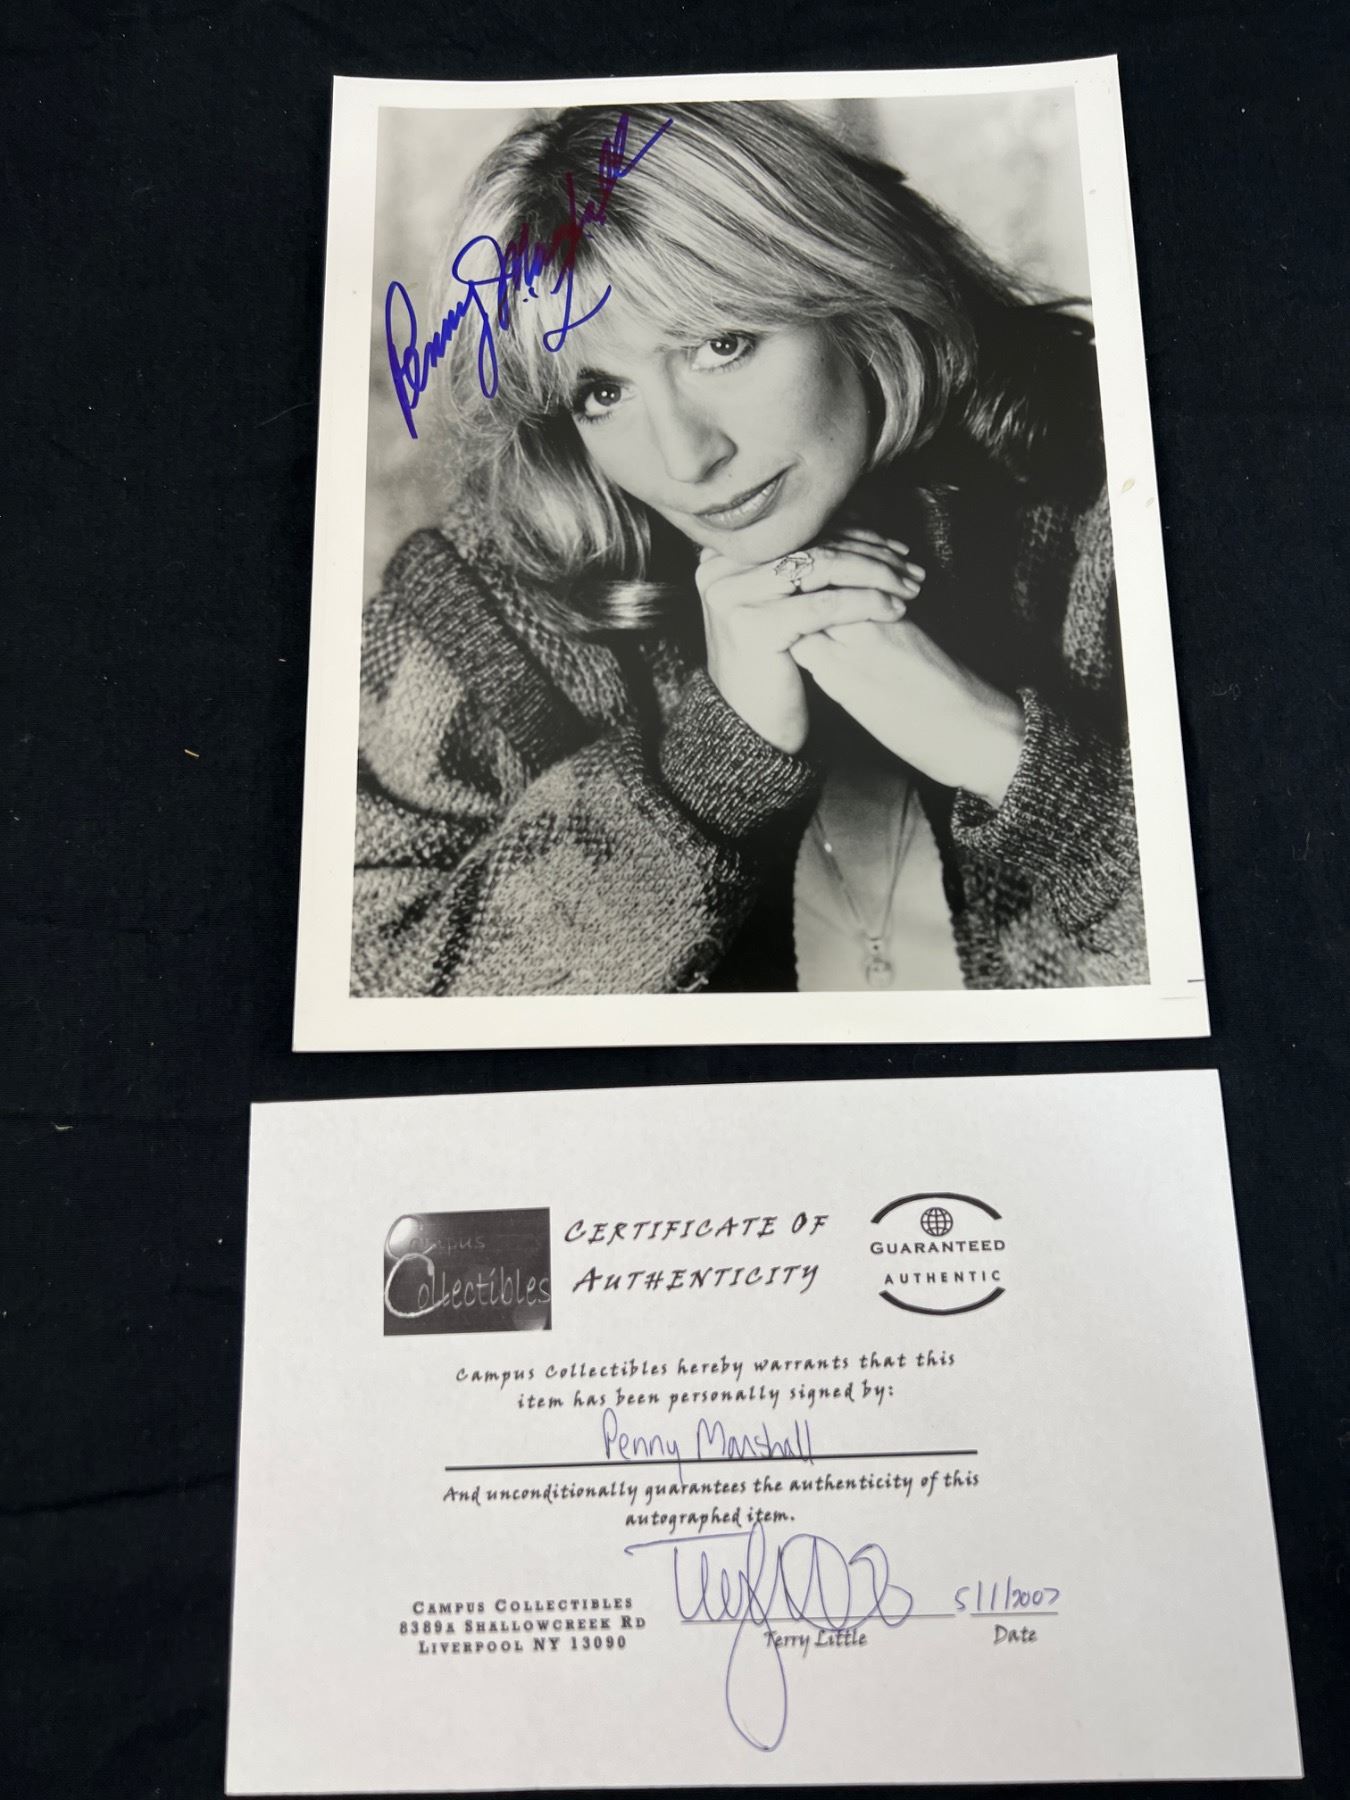 Penny Marshall
Campus
Collectibles
CERTIFICATE OF
AUTHENTICITY
GUARANTEED
AUTHENTIC
Campus Collectibles hereby warrants that this
item has been personally signed by:
Penny Marshall
And unconditionally guarantees the authenticity of this
autographed item.
CAMPUS COLLECTIBLES
8389A SHALLOWCREEK RD
LIVERPOOL NY 13090
Terry Little
5/1/2007
Date